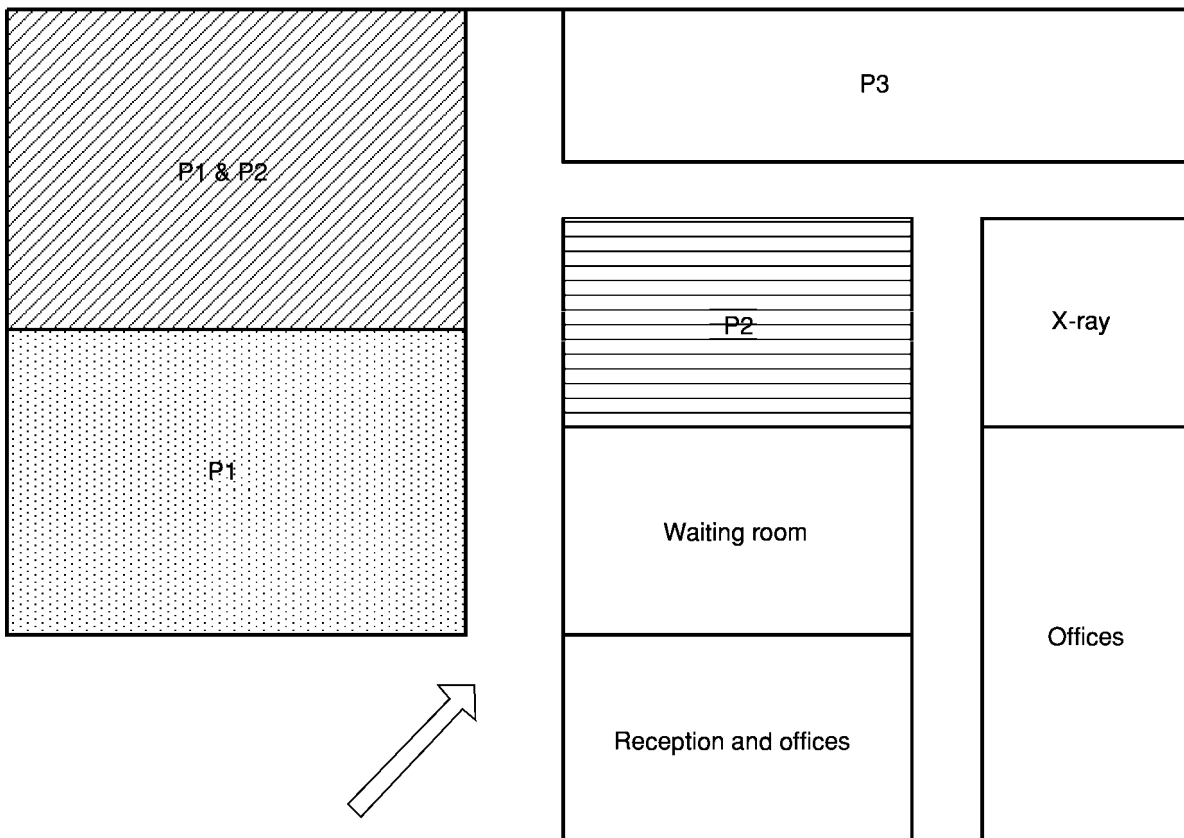 P3
P1 & P2
P2
X-ray
P1
Waiting room
Offices
Reception and offices